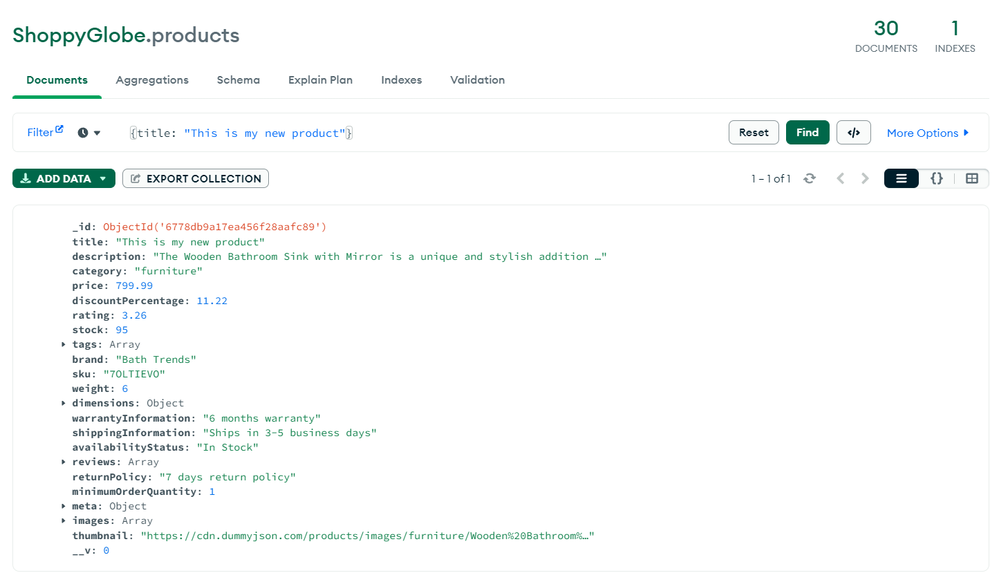 ShoppyGlobe.products
30
DOCUMENTS
1
INDEXES
Documents Aggregations Schema Explain Plan Indexes Validation
Filter {title: "This is my new product"} Reset Find </> More Options
ADD DATA EXPORT COLLECTION 1 – 1 of 1 {}
_id: ObjectId('6778db9a17ea456f28aafc89')
title: "This is my new product"
description: "The Wooden Bathroom Sink with Mirror is a unique and stylish addition …"
category: "furniture"
price: 799.99
discountPercentage: 11.22
rating: 3.26
stock: 95
tags: Array
brand: "Bath Trends"
sku: "7OLTIEVO"
weight: 6
dimensions: Object
warrantyInformation: "6 months warranty"
shippingInformation: "Ships in 3-5 business days"
availabilityStatus: "In Stock"
reviews: Array
returnPolicy: "7 days return policy"
minimumOrderQuantity: 1
meta: Object
images: Array
thumbnail: "https://cdn.dummyjson.com/products/images/furniture/Wooden%20Bathroom%…"
__v: 0